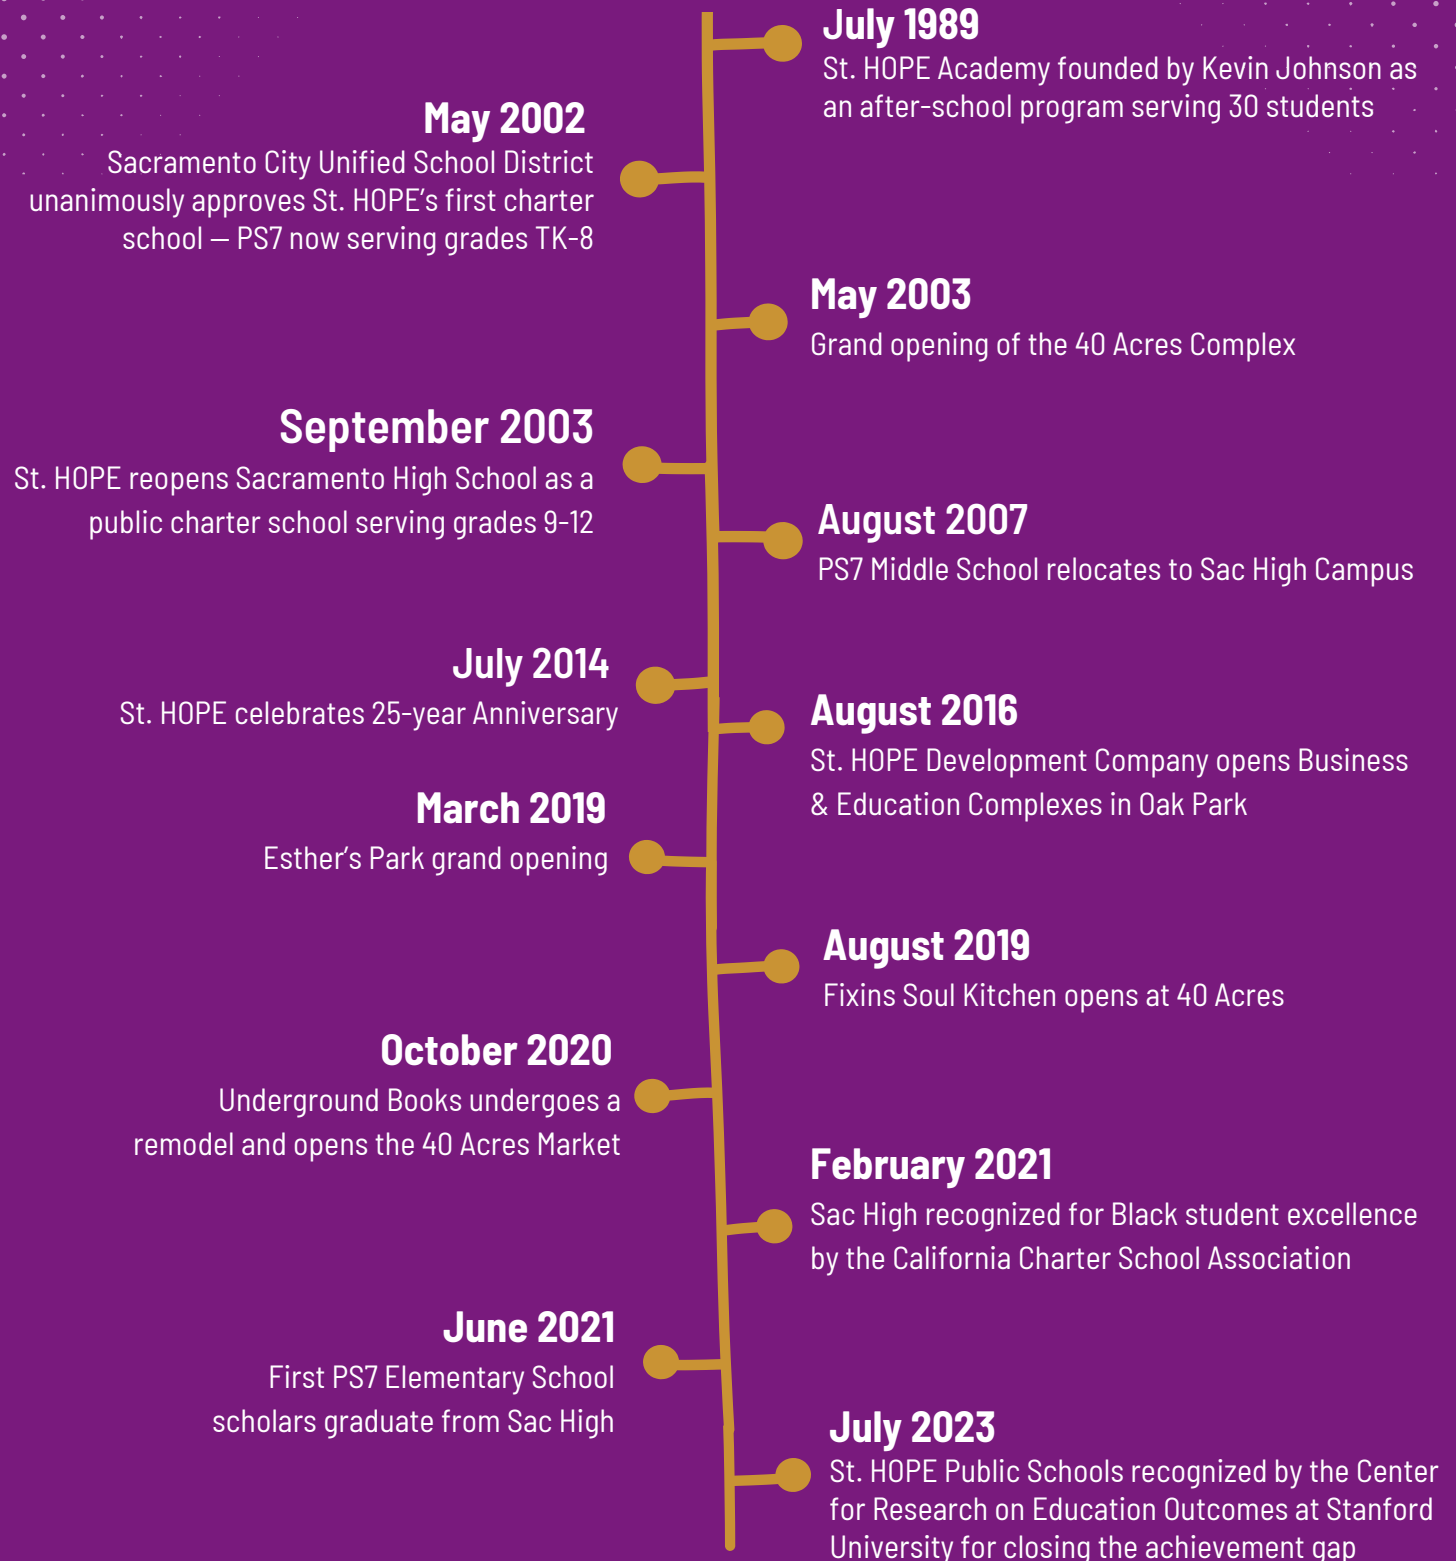 July 1989
St. HOPE Academy founded by Kevin Johnson as
an after-school program serving 30 students
May 2002
Sacramento City Unified School District
unanimously approves St. HOPE’s first charter
school — PS7 now serving grades TK-8
May 2003
Grand opening of the 40 Acres Complex
September 2003
St. HOPE reopens Sacramento High School as a
public charter school serving grades 9-12
August 2007
PS7 Middle School relocates to Sac High Campus
July 2014
St. HOPE celebrates 25-year Anniversary
August 2016
St. HOPE Development Company opens Business
& Education Complexes in Oak Park
March 2019
Esther’s Park grand opening
August 2019
Fixins Soul Kitchen opens at 40 Acres
October 2020
Underground Books undergoes a
remodel and opens the 40 Acres Market
February 2021
Sac High recognized for Black student excellence
by the California Charter School Association
June 2021
First PS7 Elementary School
scholars graduate from Sac High
July 2023
St. HOPE Public Schools recognized by the Center
for Research on Education Outcomes at Stanford
University for closing the achievement gap